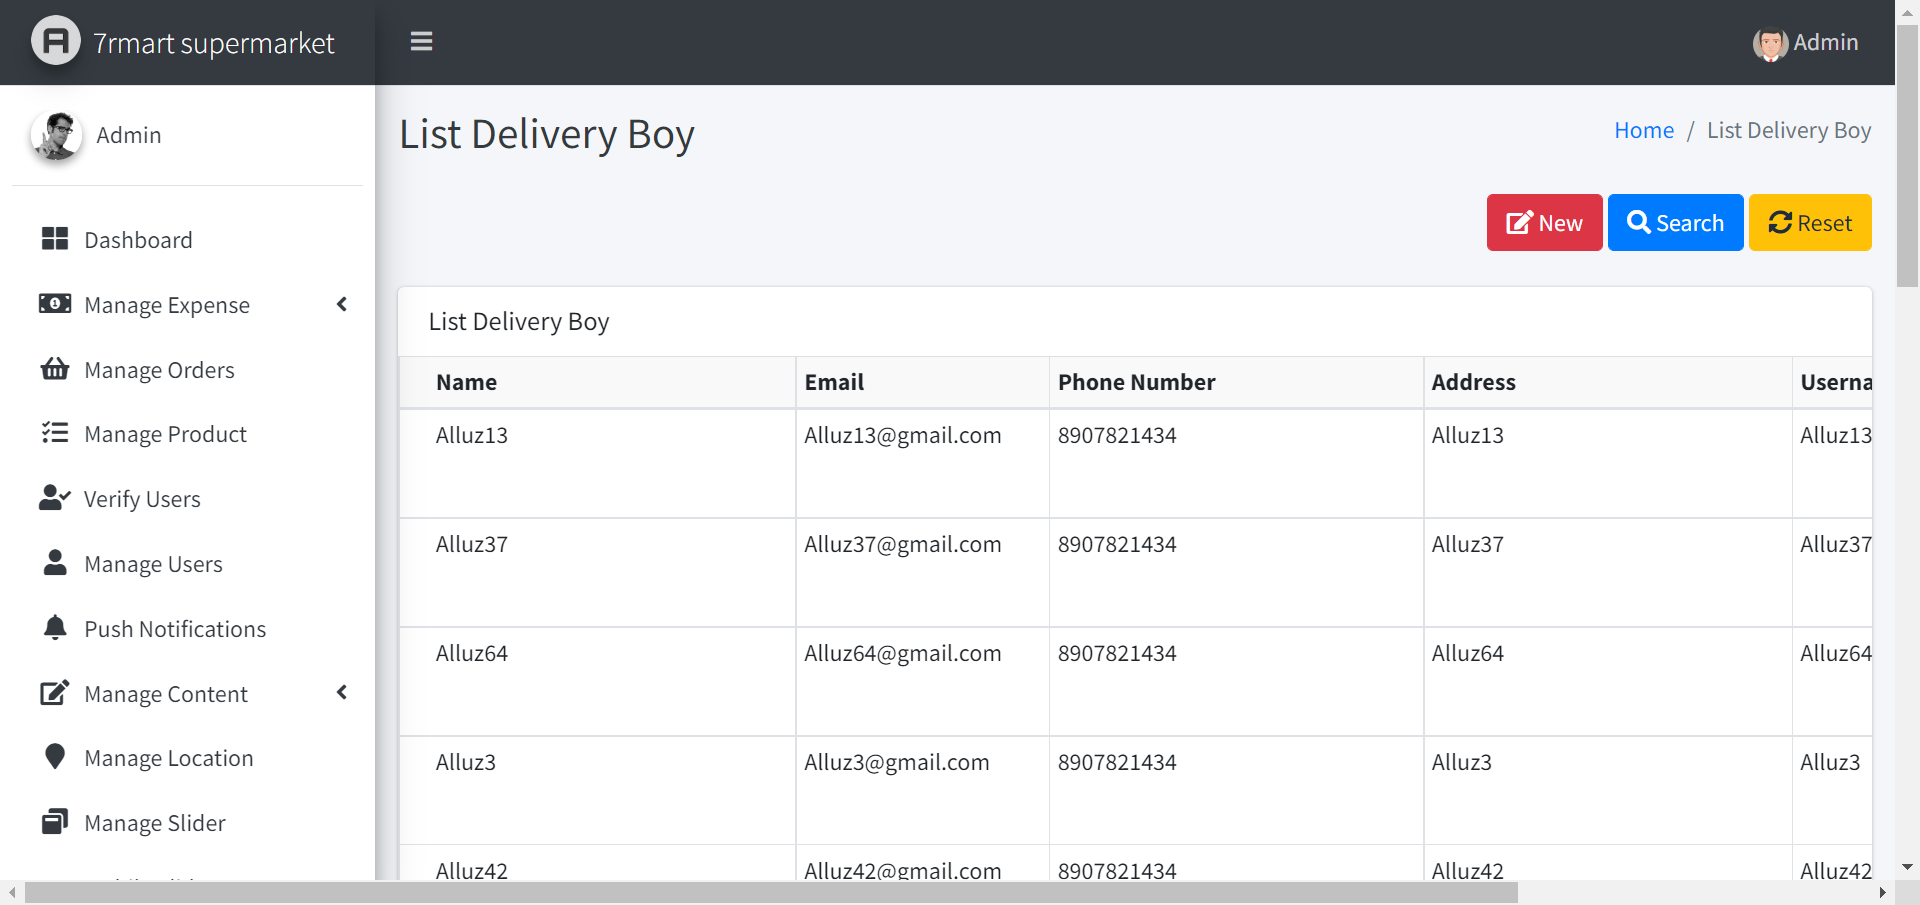 7rmart supermarket
Admin
Admin
List Delivery Boy
Home / List Delivery Boy
Dashboard
Manage Expense
Manage Orders
Manage Product
Verify Users
Manage Users
Push Notifications
Manage Content
Manage Location
Manage Slider
New Search Reset
List Delivery Boy
Name Email Phone Number Address Userna
Alluz13 Alluz13@gmail.com 8907821434 Alluz13 Alluz13
Alluz37 Alluz37@gmail.com 8907821434 Alluz37 Alluz37
Alluz64 Alluz64@gmail.com 8907821434 Alluz64 Alluz64
Alluz3 Alluz3@gmail.com 8907821434 Alluz3 Alluz3
Alluz42 Alluz42@gmail.com 8907821434 Alluz42 Alluz42